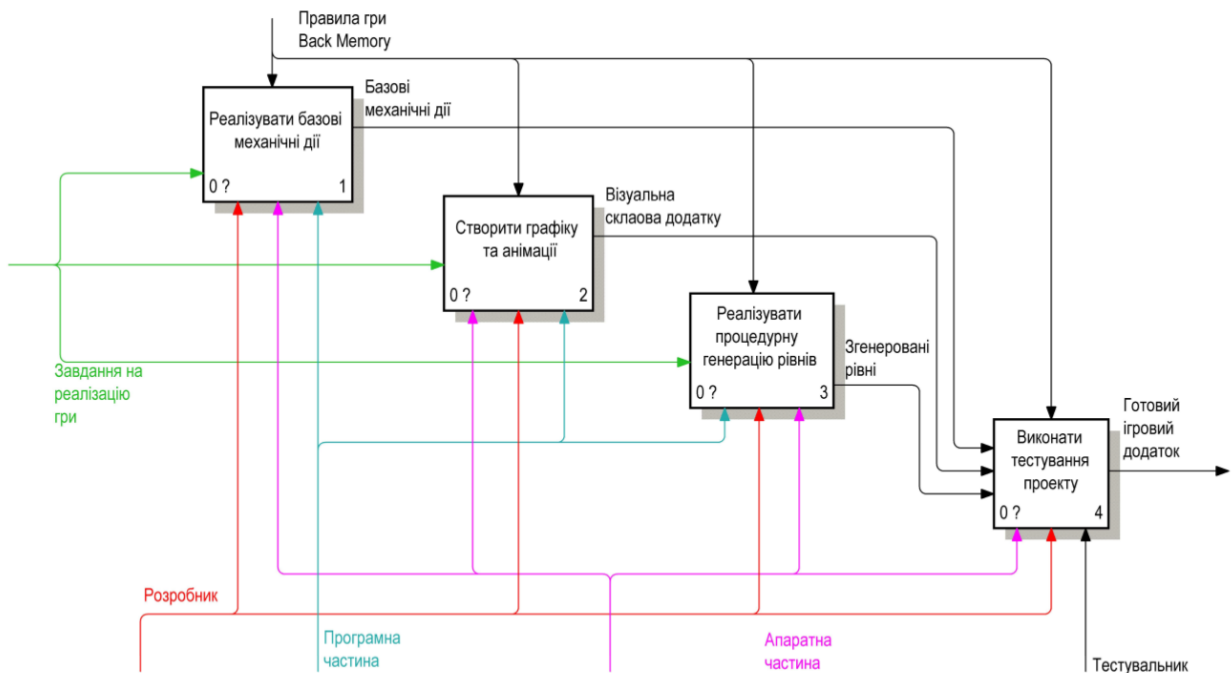 Правила гри
Back Memory
Базові
механічні дії
Реалізувати базові
механічні дії
0 ?
1
Візуальна
склаова додатку
Створити графіку
та анімації
0 ?
2
Реалізувати
процедурну
генерацію рівнів
0 ?
3
Згенеровані
рівні
Завдання на
реалізацію
гри
Готовий
ігровий
додаток
Виконати
тестування
проекту
0 ?
4
Розробник
Програмна
частина
Апаратна
частина
Тестувальник